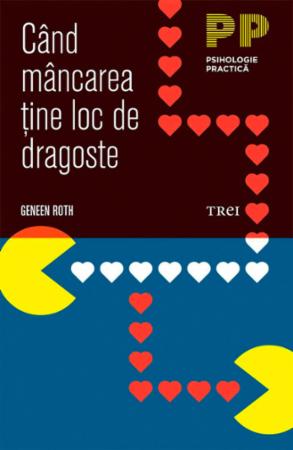 Când
mâncarea
ține loc de
dragoste
PP
PSIHOLOGIE
PRACTICĂ
GENEEN ROTH
TREI